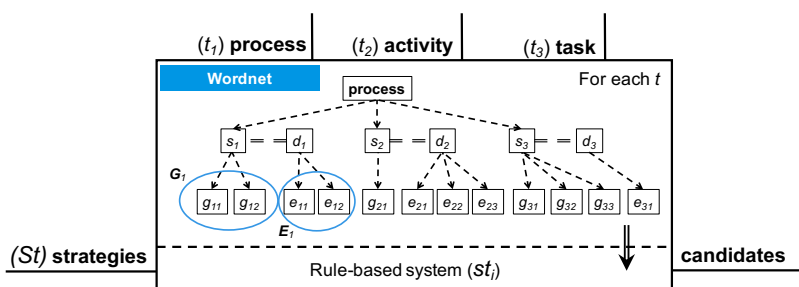 (t1) process (t2) activity (t3) task
Wordnet
For each t
process
s1 d1 s2 d2 s3 d3
G1
g11 g12 e11 e12 g21 e21 e22 e23 g31 g32 g33 e31
E1
(St) strategies
candidates
Rule-based system (sti)